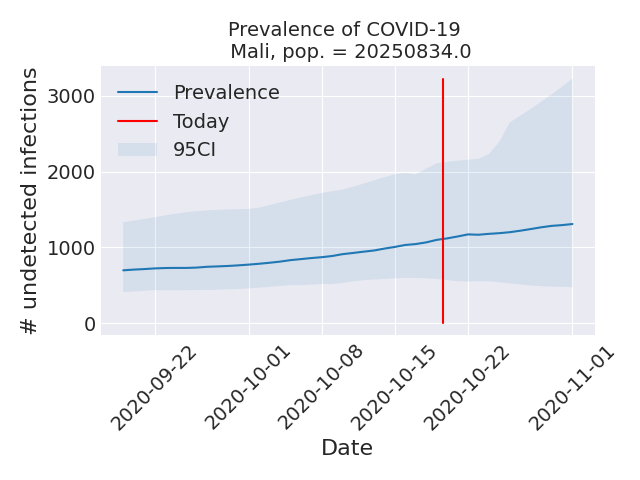 Prevalence of COVID-19
Mali, pop. = 20250834.0
# undetected infections
3000
2000
1000
0
Prevalence
Today
95CI
2020-09-22
2020-10-01
2020-10-08
2020-10-15
2020-10-22
2020-11-01
Date